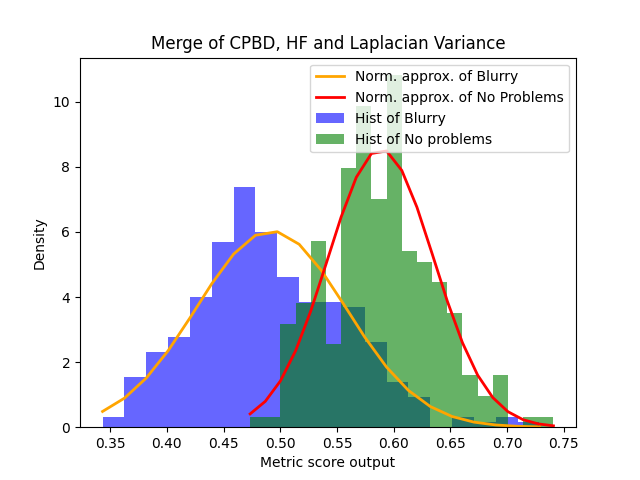 Merge of CPBD, HF and Laplacian Variance
Norm. approx. of Blurry
Norm. approx. of No Problems
Hist of Blurry
Hist of No problems
Density
10
8
6
4
2
0
0.35 0.40 0.45 0.50 0.55 0.60 0.65 0.70 0.75
Metric score output